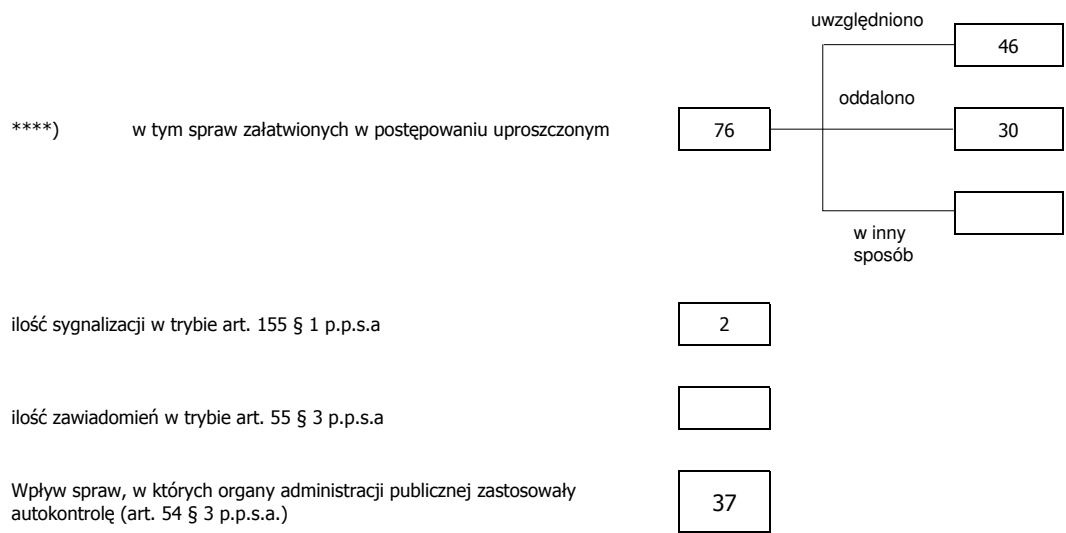 uwzględniono
46
oddalono
****) w tym spraw załatwionych w postępowaniu uproszczonym 76 30
w inny
sposób
ilość sygnalizacji w trybie art. 155 § 1 p.p.s.a 2
ilość zawiadomień w trybie art. 55 § 3 p.p.s.a
Wpływ spraw, w których organy administracji publicznej zastosowały
autokontrolę (art. 54 § 3 p.p.s.a.) 37